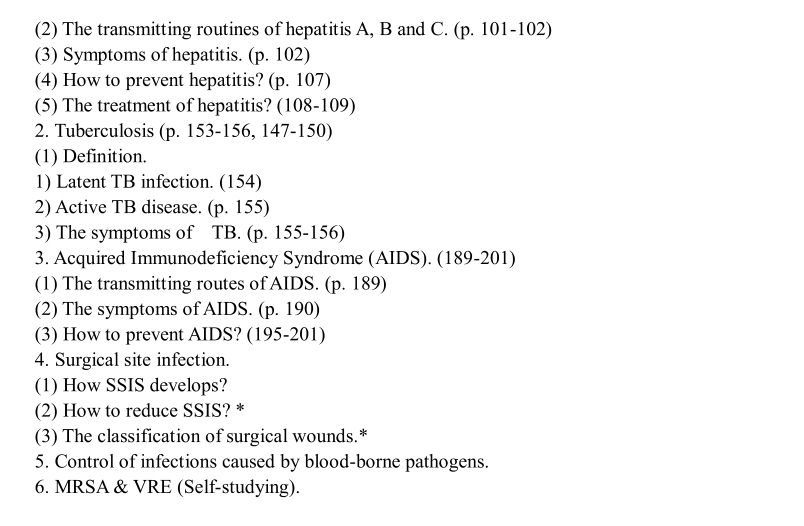 (2) The transmitting routines of hepatitis A, B and C. (p. 101-102)
(3) Symptoms of hepatitis. (p. 102)
(4) How to prevent hepatitis? (p. 107)
(5) The treatment of hepatitis? (108-109)
2. Tuberculosis (p. 153-156, 147-150)
(1) Definition.
1) Latent TB infection. (154)
2) Active TB disease. (p. 155)
3) The symptoms of TB. (p. 155-156)
3. Acquired Immunodeficiency Syndrome (AIDS). (189-201)
(1) The transmitting routes of AIDS. (p. 189)
(2) The symptoms of AIDS. (p. 190)
(3) How to prevent AIDS? (195-201)
4. Surgical site infection.
(1) How SSIS develops?
(2) How to reduce SSIS? *
(3) The classification of surgical wounds.*
5. Control of infections caused by blood-borne pathogens.
6. MRSA & VRE (Self-studying).